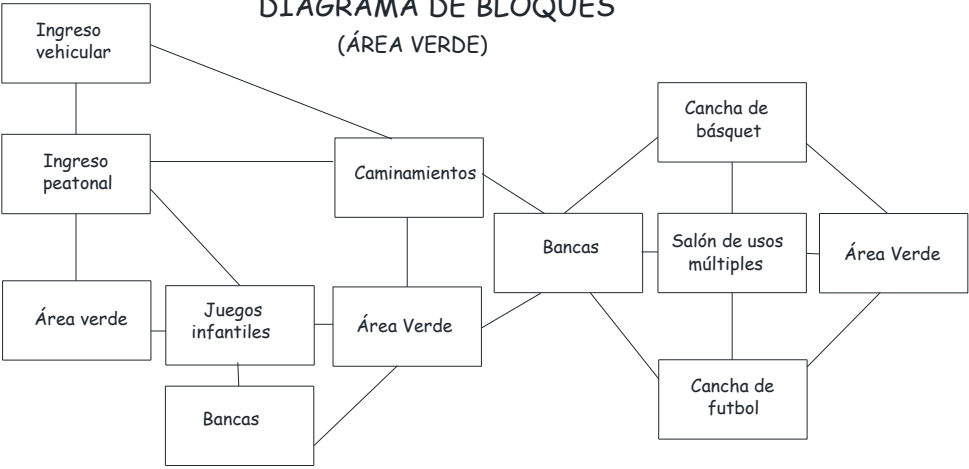 DIAGRAMA DE BLOQUES
(ÁREA VERDE)
Ingreso
vehicular
Ingreso
peatonal
Área verde
Juegos
infantiles
Bancas
Caminamientos
Área Verde
Bancas
Cancha de
básquet
Salón de usos
múltiples
Cancha de
futbol
Área Verde